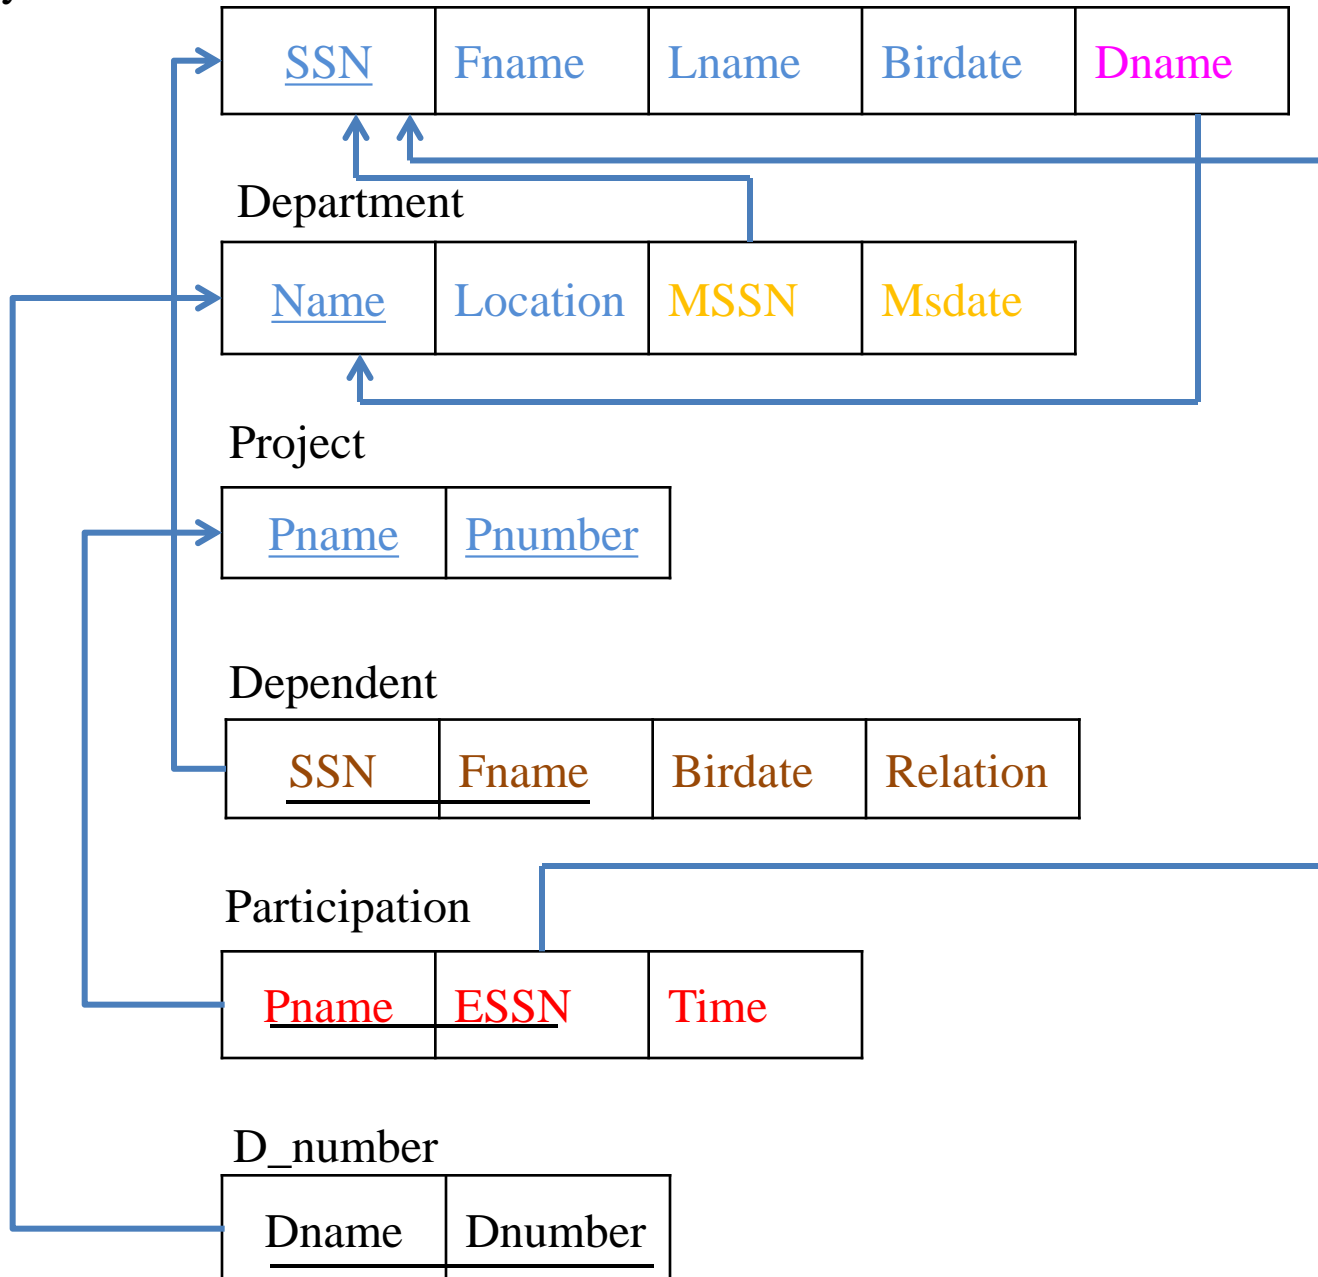 SSN Fname Lname Birdate Dname
Department
Name Location MSSN Msdate
Project
Pname Pnumber
Dependent
SSN Fname Birdate Relation
Participation
Pname ESSN Time
D_number
Dname Dnumber